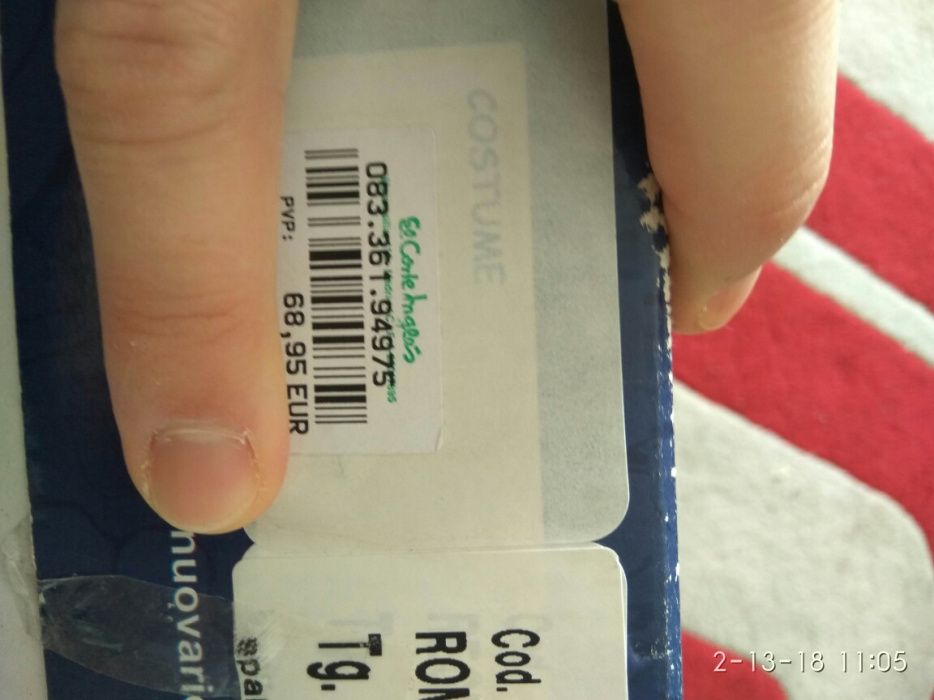 COSTUME
El Corte Inglés
083.361.94975
PVP: 68,95 EUR
Cod.
ROM
Tg.
nuovari
2-13-18 11:05